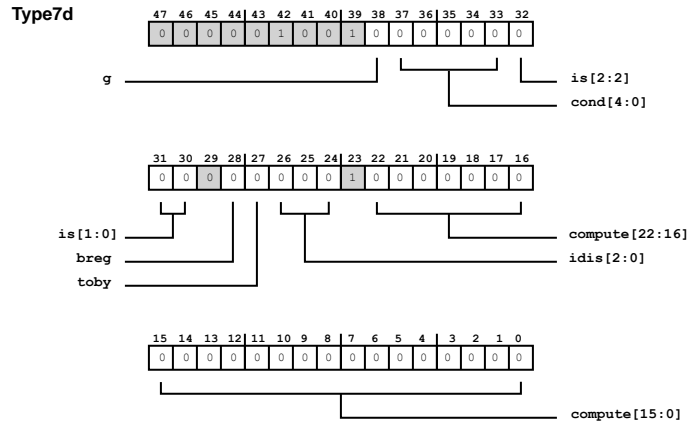 Type7d
47 46 45 44 43 42 41 40 39 38 37 36 35 34 33 32
0 0 0 0 0 1 0 0 1 0 0 0 0 0 0 0
g
is[2:2]
cond[4:0]
31 30 29 28 27 26 25 24 23 22 21 20 19 18 17 16
0 0 0 0 0 0 0 0 1 0 0 0 0 0 0 0
is[1:0]
compute[22:16]
breg
idis[2:0]
toby
15 14 13 12 11 10 9 8 7 6 5 4 3 2 1 0
0 0 0 0 0 0 0 0 0 0 0 0 0 0 0 0
compute[15:0]